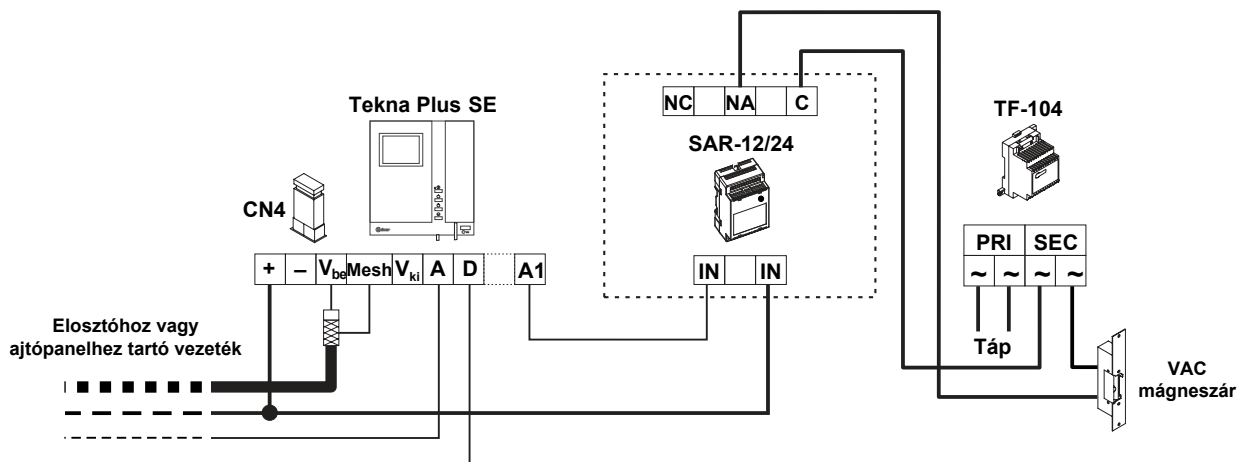 NC NA C
Tekna Plus SE
TF-104
SAR-12/24
CN4
PRI SEC
+ – Vbe Mesh Vki A D A1
IN IN
~ ~ ~ ~
Elosztóhoz vagy
ajtópanelhez tartó vezeték
Táp
VAC
mágneszár